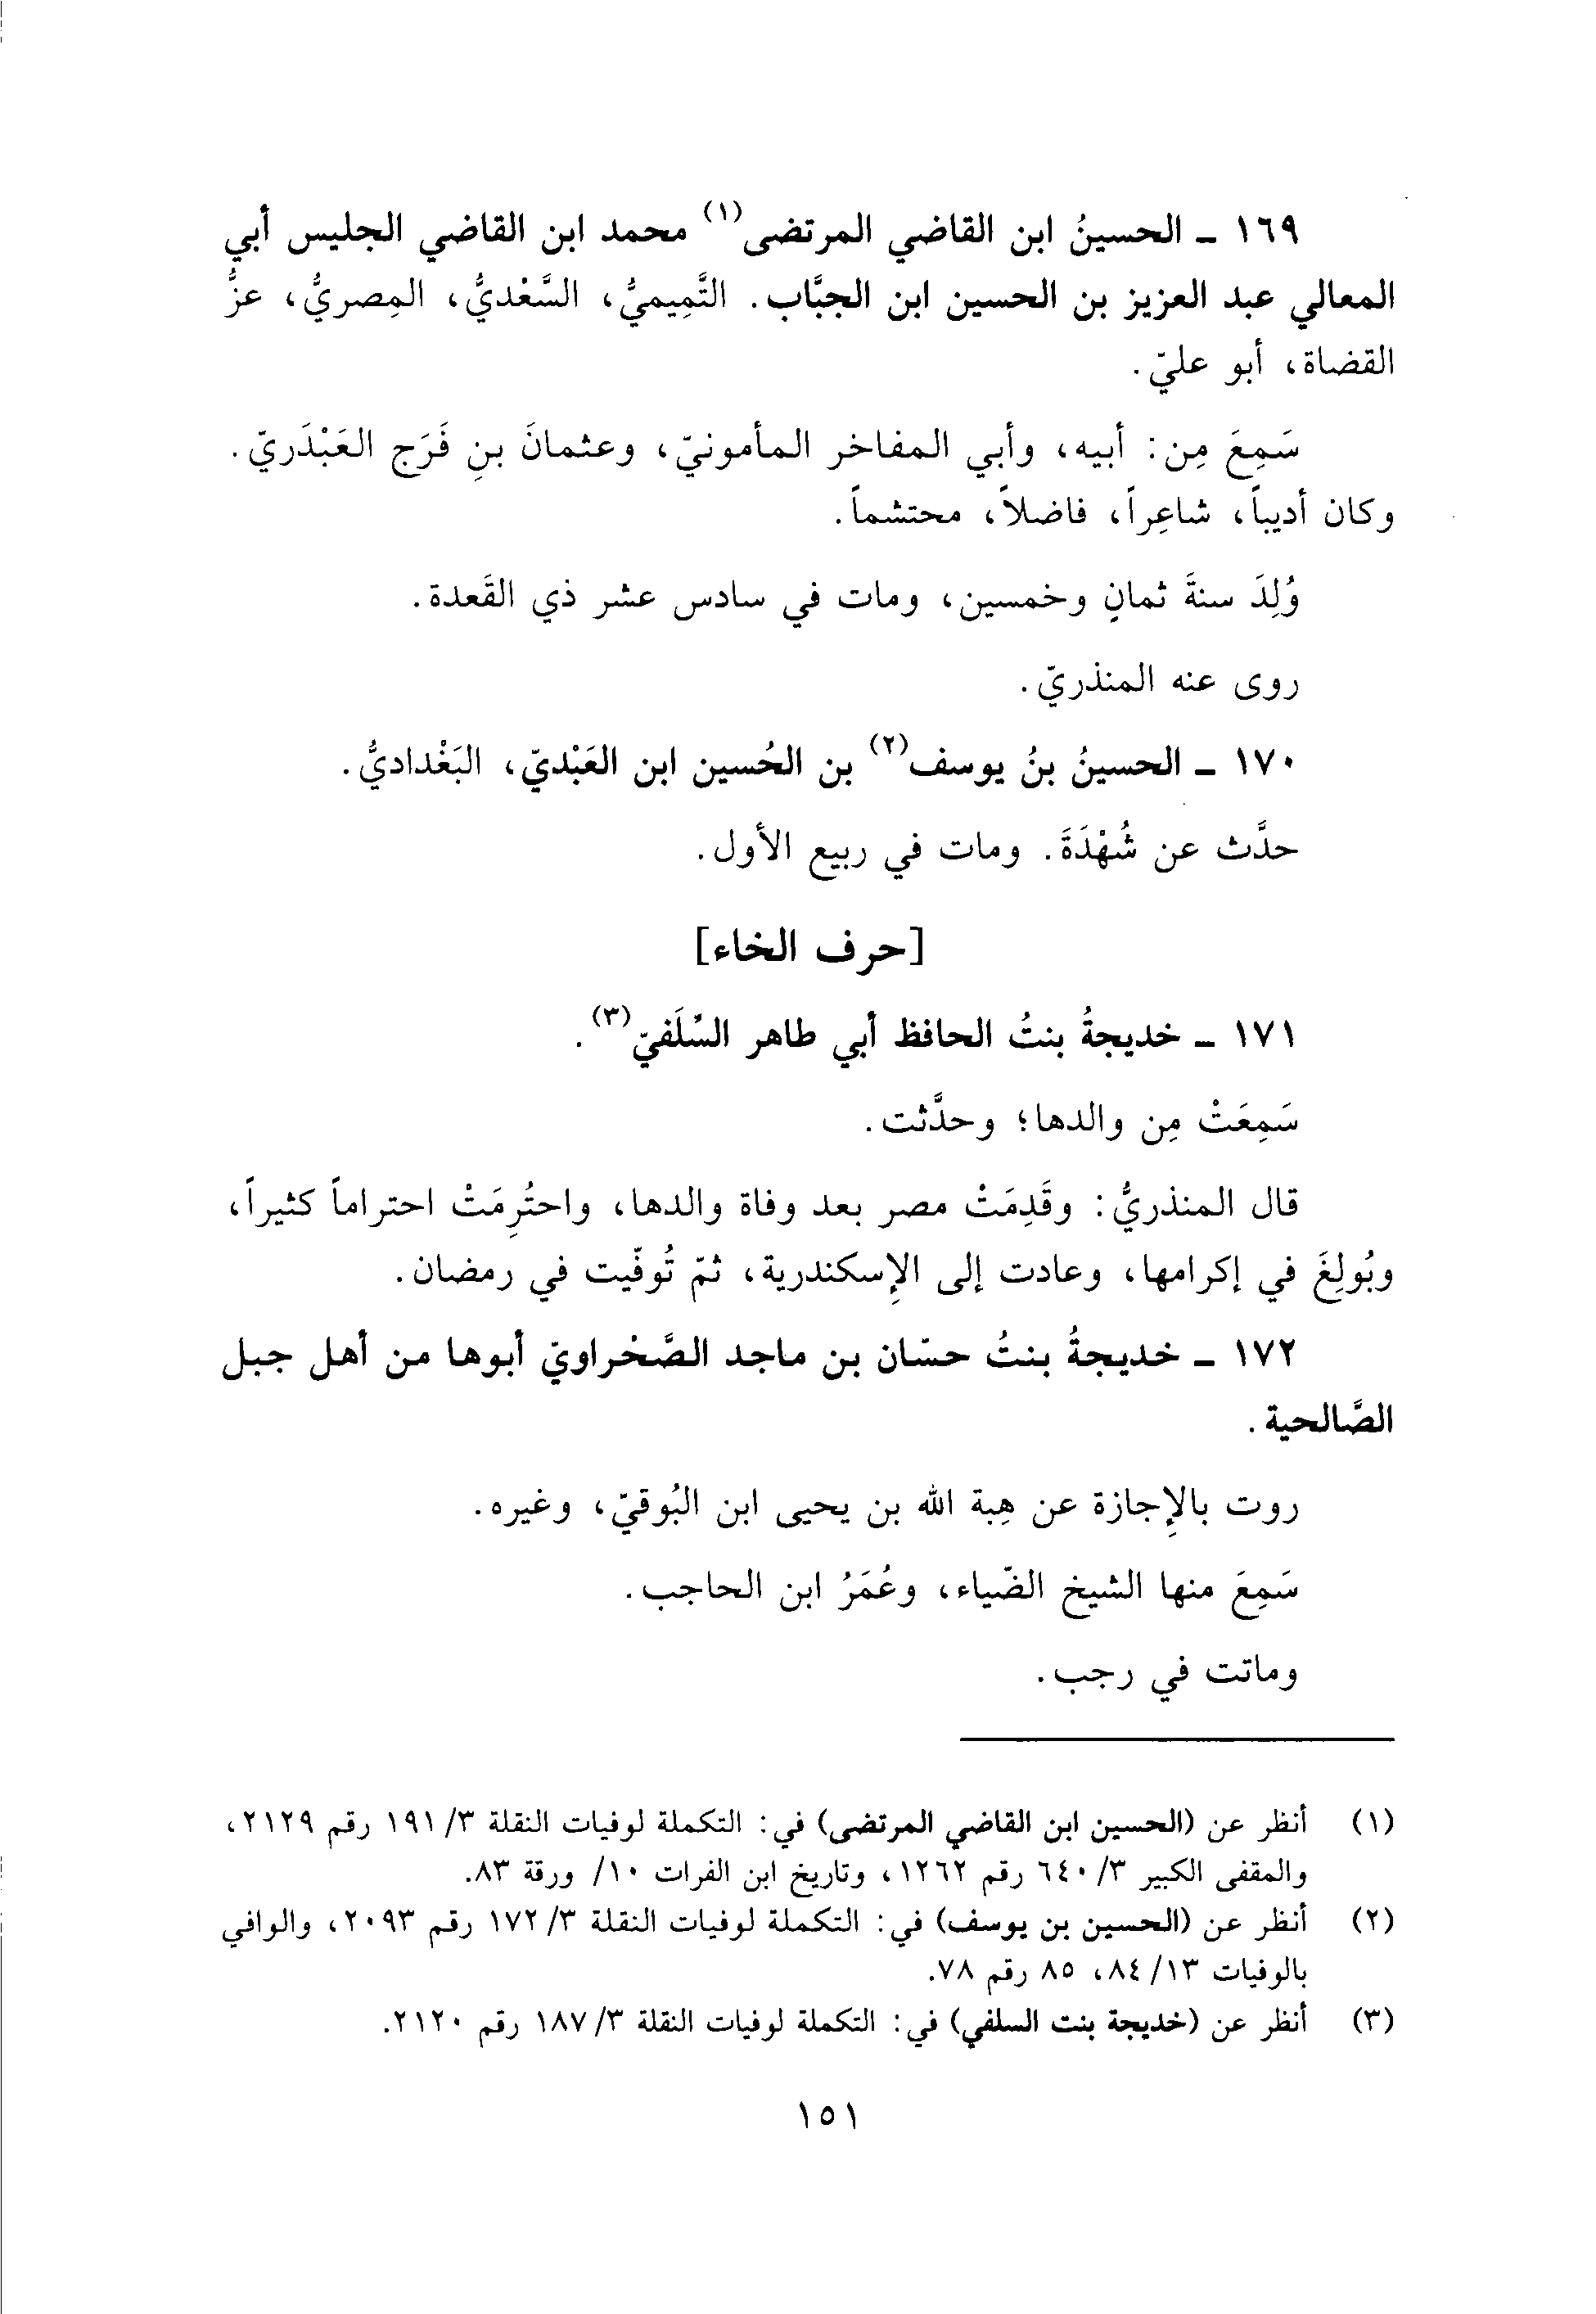 ١٦٩ ـ الحسينُ ابن القاضي المرتضى(١) محمد ابن القاضي الجليس أبي
المعالي عبد العزيز بن الحسين ابن الجبَّاب. التَّمِيميُّ، السَّعْديُّ، المِصريُّ، عزُّ
القضاة، أبو عليّ.
سَمِعَ مِن: أبيه، وأبي المفاخر المأمونيّ، وعثمانَ بنِ فَرَج العَبْدَريّ.
وكان أديباً، شاعِراً، فاضلاً، محتشماً.
وُلِدَ سنةَ ثمانٍ وخمسين، ومات في سادس عشر ذي القَعدة.
روى عنه المنذريّ.
١٧٠ ـ الحسينُ بنُ يوسف(٢) بن الحُسين ابن العَبْديّ، البَغْداديُّ.
حدَّث عن شُهْدَةَ. ومات في ربيع الأول.
[حرف الخاء]
١٧١ ـ خديجةُ بنتُ الحافظ أبي طاهر السِّلَفيّ(٣).
سَمِعَتْ مِن والدها؛ وحدَّثت.
قال المنذريُّ: وقَدِمَتْ مصر بعد وفاة والدها، واحتُرِمَتْ احتراماً كثيراً،
وبُولِغَ في إكرامها، وعادت إلى الإسكندرية، ثمّ تُوفّيت في رمضان.
١٧٢ ـ خديجةُ بنتُ حسّان بن ماجد الصَّخراويّ أبوها من أهل جبل
الصَّالحية.
روت بالإجازة عن هِبة الله بن يحيى ابن البُوقيّ، وغيره.
سَمِعَ منها الشيخ الضّياء، وعُمَرُ ابن الحاجب.
وماتت في رجب.
(١) أنظر عن (الحسين ابن القاضي المرتضى) في: التكملة لوفيات النقلة ٣/ ١٩١ رقم ٢١٢٩،
والمقفى الكبير ٣/ ٦٤٠ رقم ١٢٦٢، وتاريخ ابن الفرات ١٠/ ورقة ٨٣.
(٢) أنظر عن (الحسين بن يوسف) في: التكملة لوفيات النقلة ٣/ ١٧٢ رقم ٢٠٩٣، والوافي
بالوفيات ١٣/ ٨٤، ٨٥ رقم ٧٨.
(٣) أنظر عن (خديجة بنت السلفي) في: التكملة لوفيات النقلة ٣/ ١٨٧ رقم ٢١٢٠.
١٥١